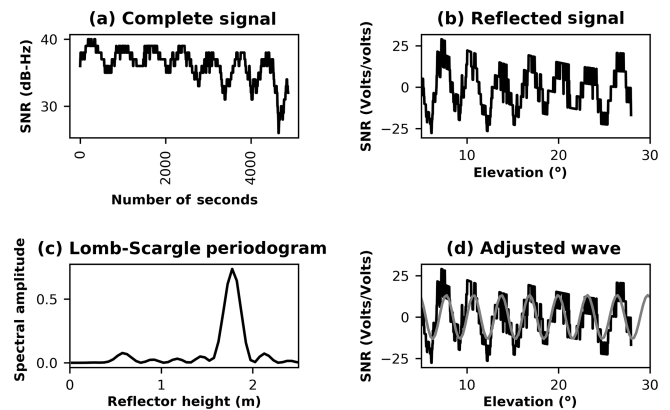 (a) Complete signal
SNR (dB-Hz)
40
30
0
2000
4000
Number of seconds
(b) Reflected signal
SNR (Volts/volts)
25
0
−25
10
20
30
Elevation (°)
(c) Lomb-Scargle periodogram
Spectral amplitude
0.5
0.0
0
1
2
Reflector height (m)
(d) Adjusted wave
SNR (Volts/Volts)
25
0
−25
10
20
30
Elevation (°)